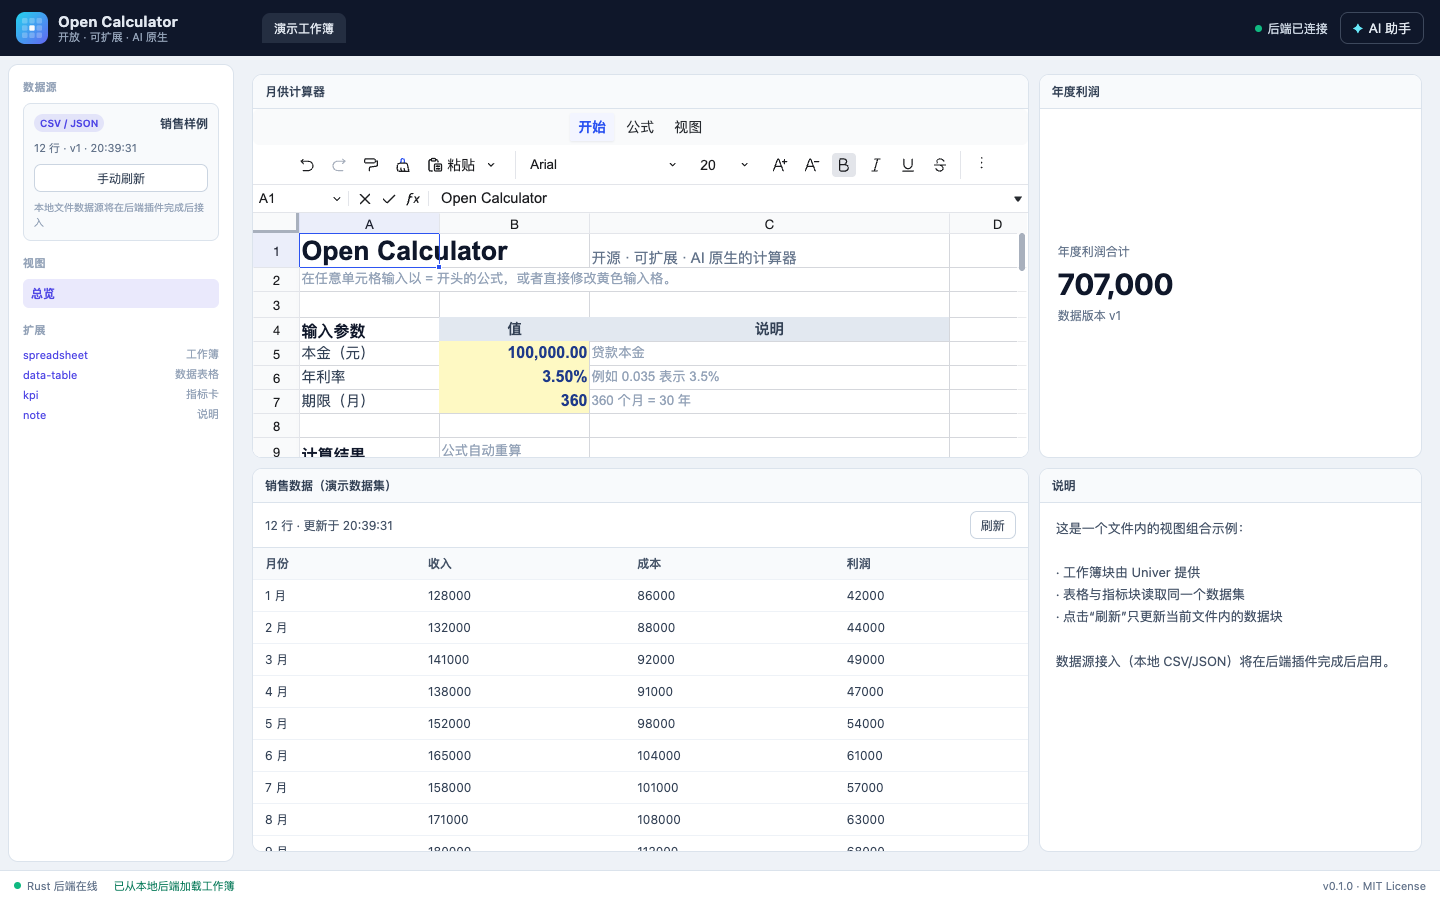 Open Calculator
开放 · 可扩展 · AI 原生
演示工作簿
后端已连接
AI 助手
数据源
CSV / JSON
销售样例
12 行 · v1 · 20:39:31
手动刷新
本地文件数据源将在后端插件完成后接
入
视图
总览
扩展
spreadsheet 工作簿
data-table 数据表格
kpi 指标卡
note 说明
月供计算器
开始 公式 视图
粘贴 Arial 20 A+ A- B I U S
A1 fx Open Calculator
A B C D
1 Open Calculator 开源 · 可扩展 · AI 原生的计算器
2 在任意单元格输入以 = 开头的公式，或者直接修改黄色输入格。
3
4 输入参数 值 说明
5 本金（元） 100,000.00 贷款本金
6 年利率 3.50% 例如 0.035 表示 3.5%
7 期限（月） 360 360 个月 = 30 年
8
9 计算结果 公式自动重算
年度利润
年度利润合计
707,000
数据版本 v1
销售数据（演示数据集）
12 行 · 更新于 20:39:31
刷新
月份 收入 成本 利润
1 月 128000 86000 42000
2 月 132000 88000 44000
3 月 141000 92000 49000
4 月 138000 91000 47000
5 月 152000 98000 54000
6 月 165000 104000 61000
7 月 158000 101000 57000
8 月 171000 108000 63000
9 月 180000 112000 68000
说明
这是一个文件内的视图组合示例：
· 工作簿块由 Univer 提供
· 表格与指标块读取同一个数据集
· 点击“刷新”只更新当前文件内的数据块
数据源接入（本地 CSV/JSON）将在后端插件完成后启用。
Rust 后端在线
已从本地后端加载工作簿
v0.1.0 · MIT License